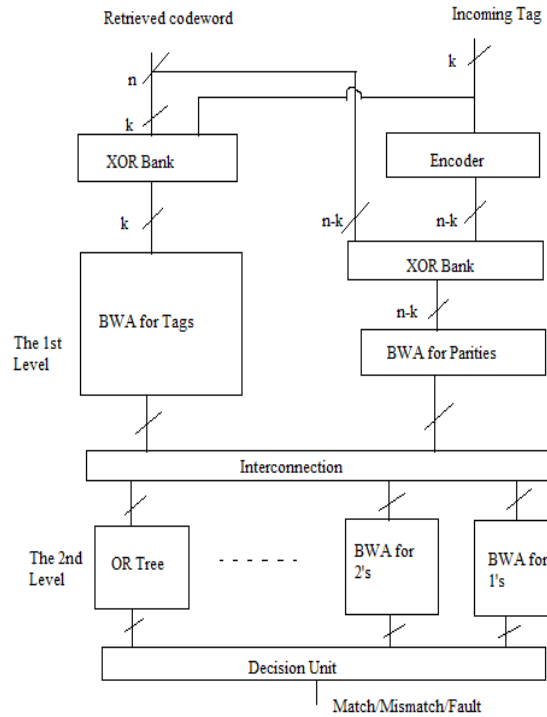 Retrieved codeword
Incoming Tag
n
k
k
XOR Bank
Encoder
k
n-k
n-k
XOR Bank
BWA for Tags
n-k
The 1st
Level
BWA for Parities
Interconnection
The 2nd
Level
OR Tree
- - - - - -
BWA for
2's
BWA for
1's
Decision Unit
Match/Mismatch/Fault